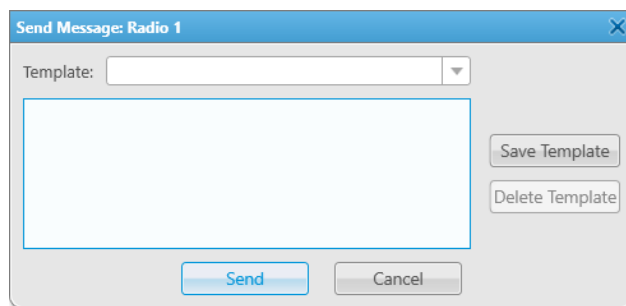 Send Message: Radio 1
Template:
Save Template
Delete Template
Send
Cancel